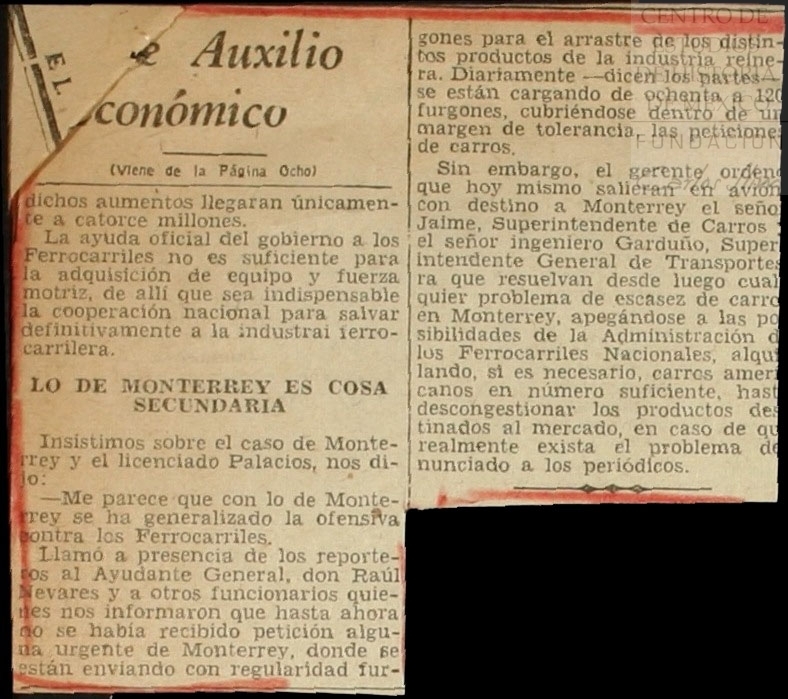 EL
e Auxilio
conómico
(Viene de la Página Ocho)
dichos aumentos llegaran únicamen-
te a catorce millones.
La ayuda oficial del gobierno a los
Ferrocarriles no es suficiente para
la adquisición de equipo y fuerza
motriz, de allí que sea indispensable
la cooperación nacional para salvar
definitivamente a la industrai ferro-
carrilera.
LO DE MONTERREY ES COSA
SECUNDARIA
Insistimos sobre el caso de Monte-
rrey y el licenciado Palacios, nos di-
jo:
—Me parece que con lo de Monte-
rrey se ha generalizado la ofensiva
contra los Ferrocarriles.
Llamó a presencia de los reporte-
ros al Ayudante General, don Raúl
Nevares y a otros funcionarios quie-
nes nos informaron que hasta ahora
no se había recibido petición algu-
na urgente de Monterrey, donde se
están enviando con regularidad fur-
gones para el arrastre de los distin-
tos productos de la industria reine-
ra. Diariamente —dicen los partes—
se están cargando de ochenta a 120
furgones, cubriéndose dentro de un
margen de tolerancia, las peticiones
de carros.
Sin embargo, el gerente ordenó
que hoy mismo salieran en avión
con destino a Monterrey el seño
Jaime, Superintendente de Carros y
el señor ingeniero Garduño, Super
intendente General de Transportes
ra que resuelvan desde luego cual
quier problema de escasez de carro
en Monterrey, apegándose a las po
sibilidades de la Administración d
los Ferrocarriles Nacionales, alqui
lando, si es necesario, carros ameri
canos en número suficiente, hast
descongestionar los productos des
tinados al mercado, en caso de qu
realmente exista el problema de
nunciado a los periódicos.
CENTRO DE
FUNDACIÓN